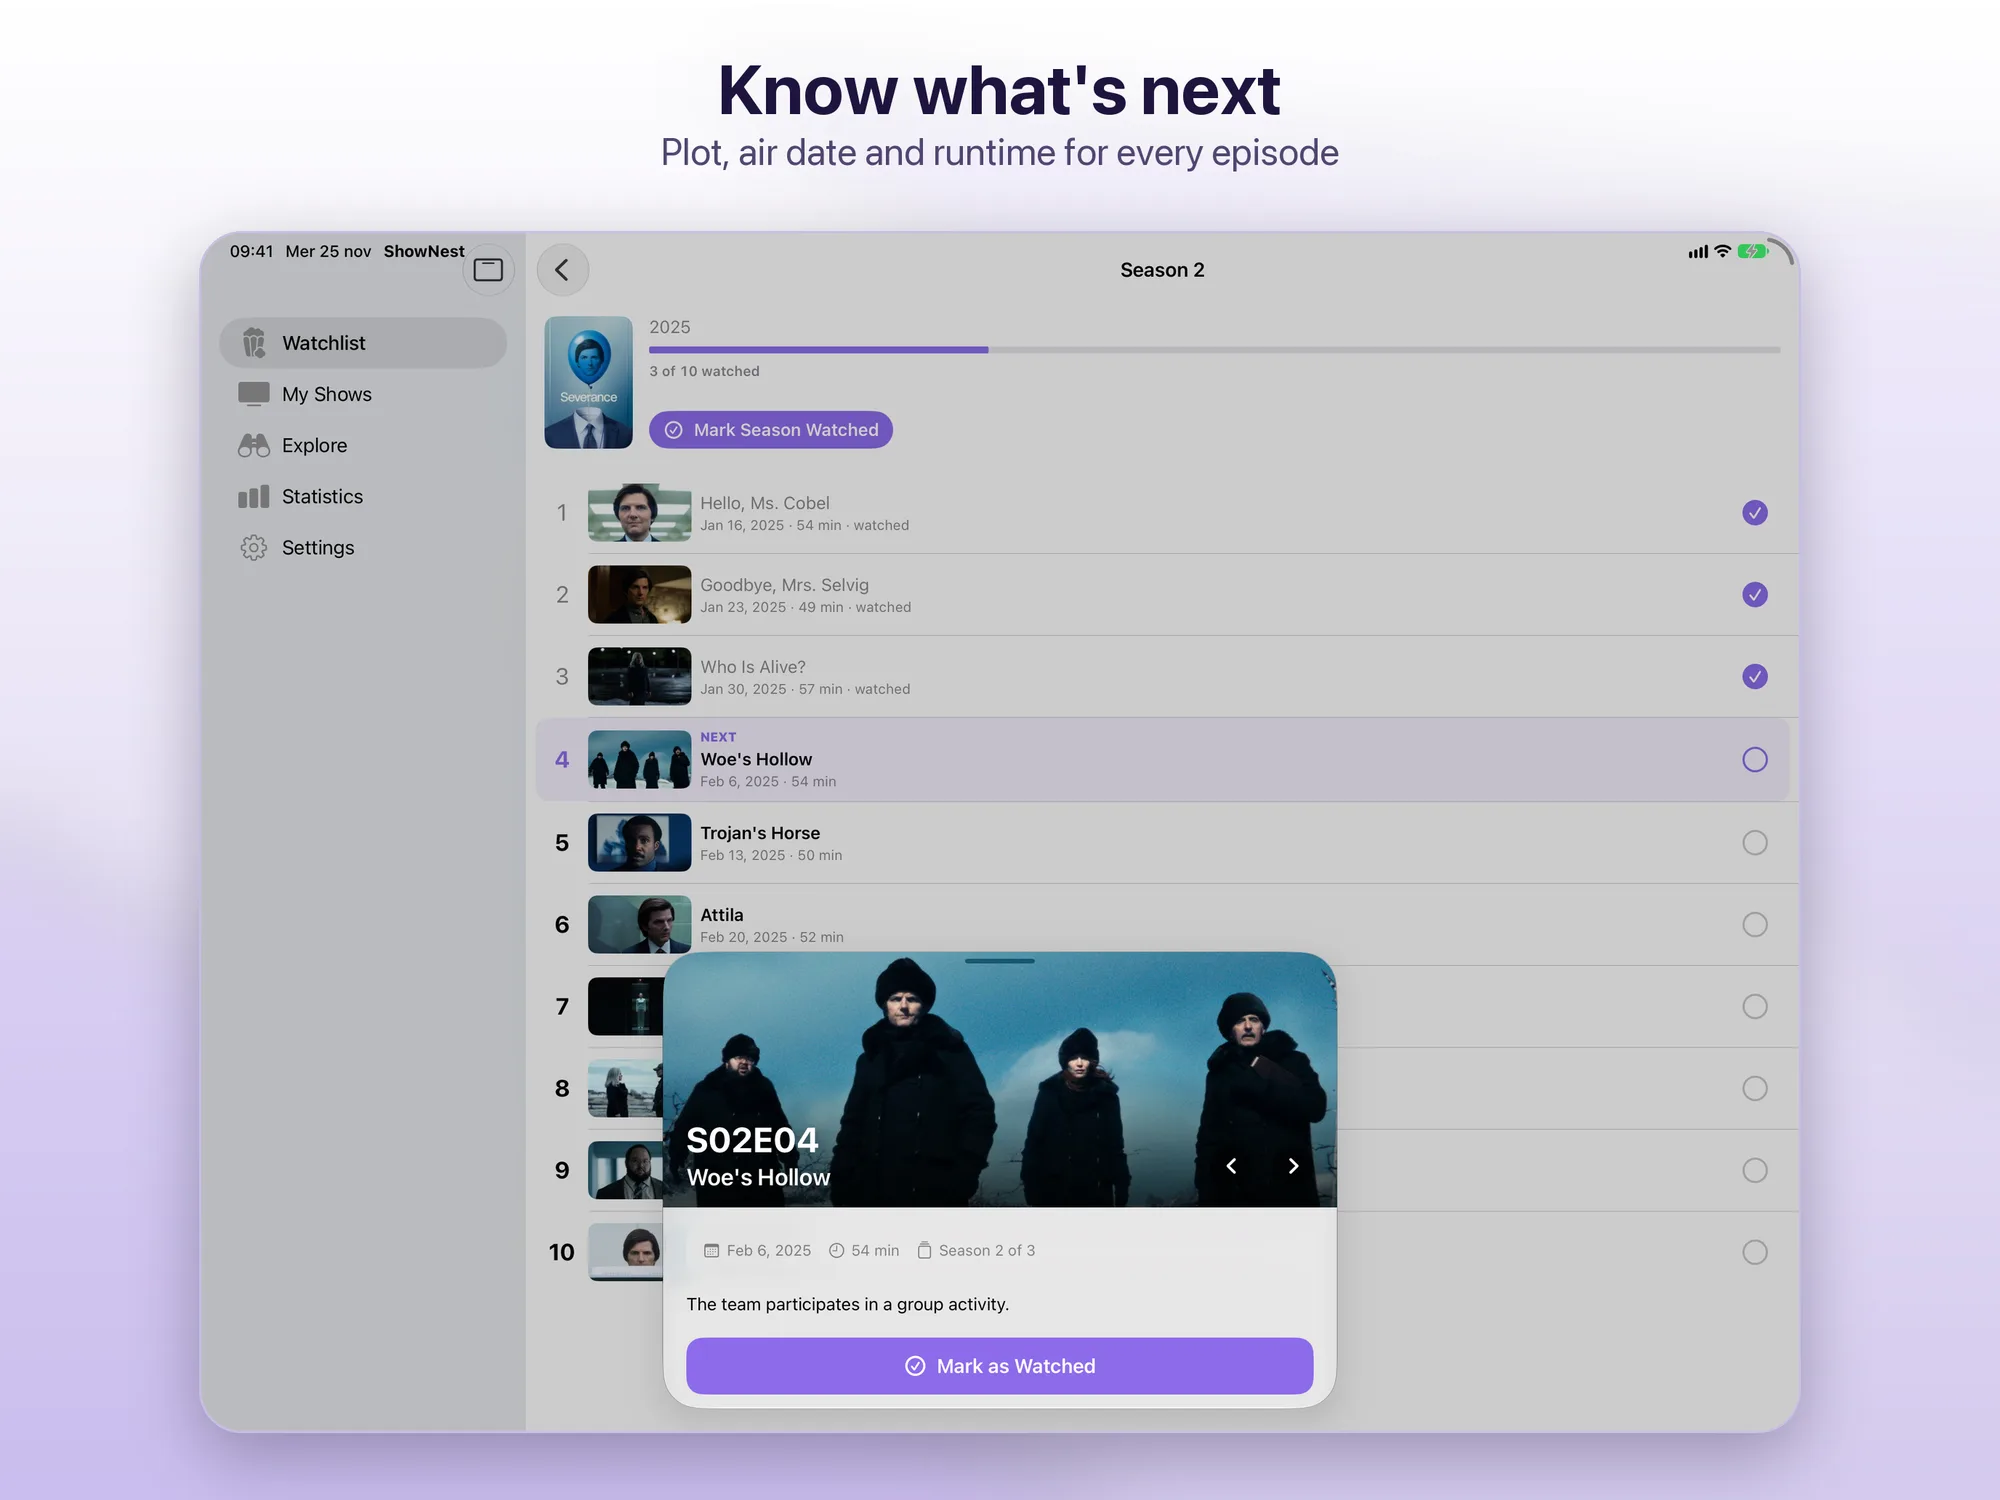 Know what's next
Plot, air date and runtime for every episode
09:41 Mer 25 nov ShowNest
Watchlist
My Shows
Explore
Statistics
Settings
Season 2
Severance
2025
3 of 10 watched
Mark Season Watched
1
Hello, Ms. Cobel
Jan 16, 2025 · 54 min · watched
2
Goodbye, Mrs. Selvig
Jan 23, 2025 · 49 min · watched
3
Who Is Alive?
Jan 30, 2025 · 57 min · watched
4
NEXT
Woe's Hollow
Feb 6, 2025 · 54 min
5
Trojan's Horse
Feb 13, 2025 · 50 min
6
Attila
Feb 20, 2025 · 52 min
7
8
9
10
S02E04
Woe's Hollow
Feb 6, 2025 54 min Season 2 of 3
The team participates in a group activity.
Mark as Watched